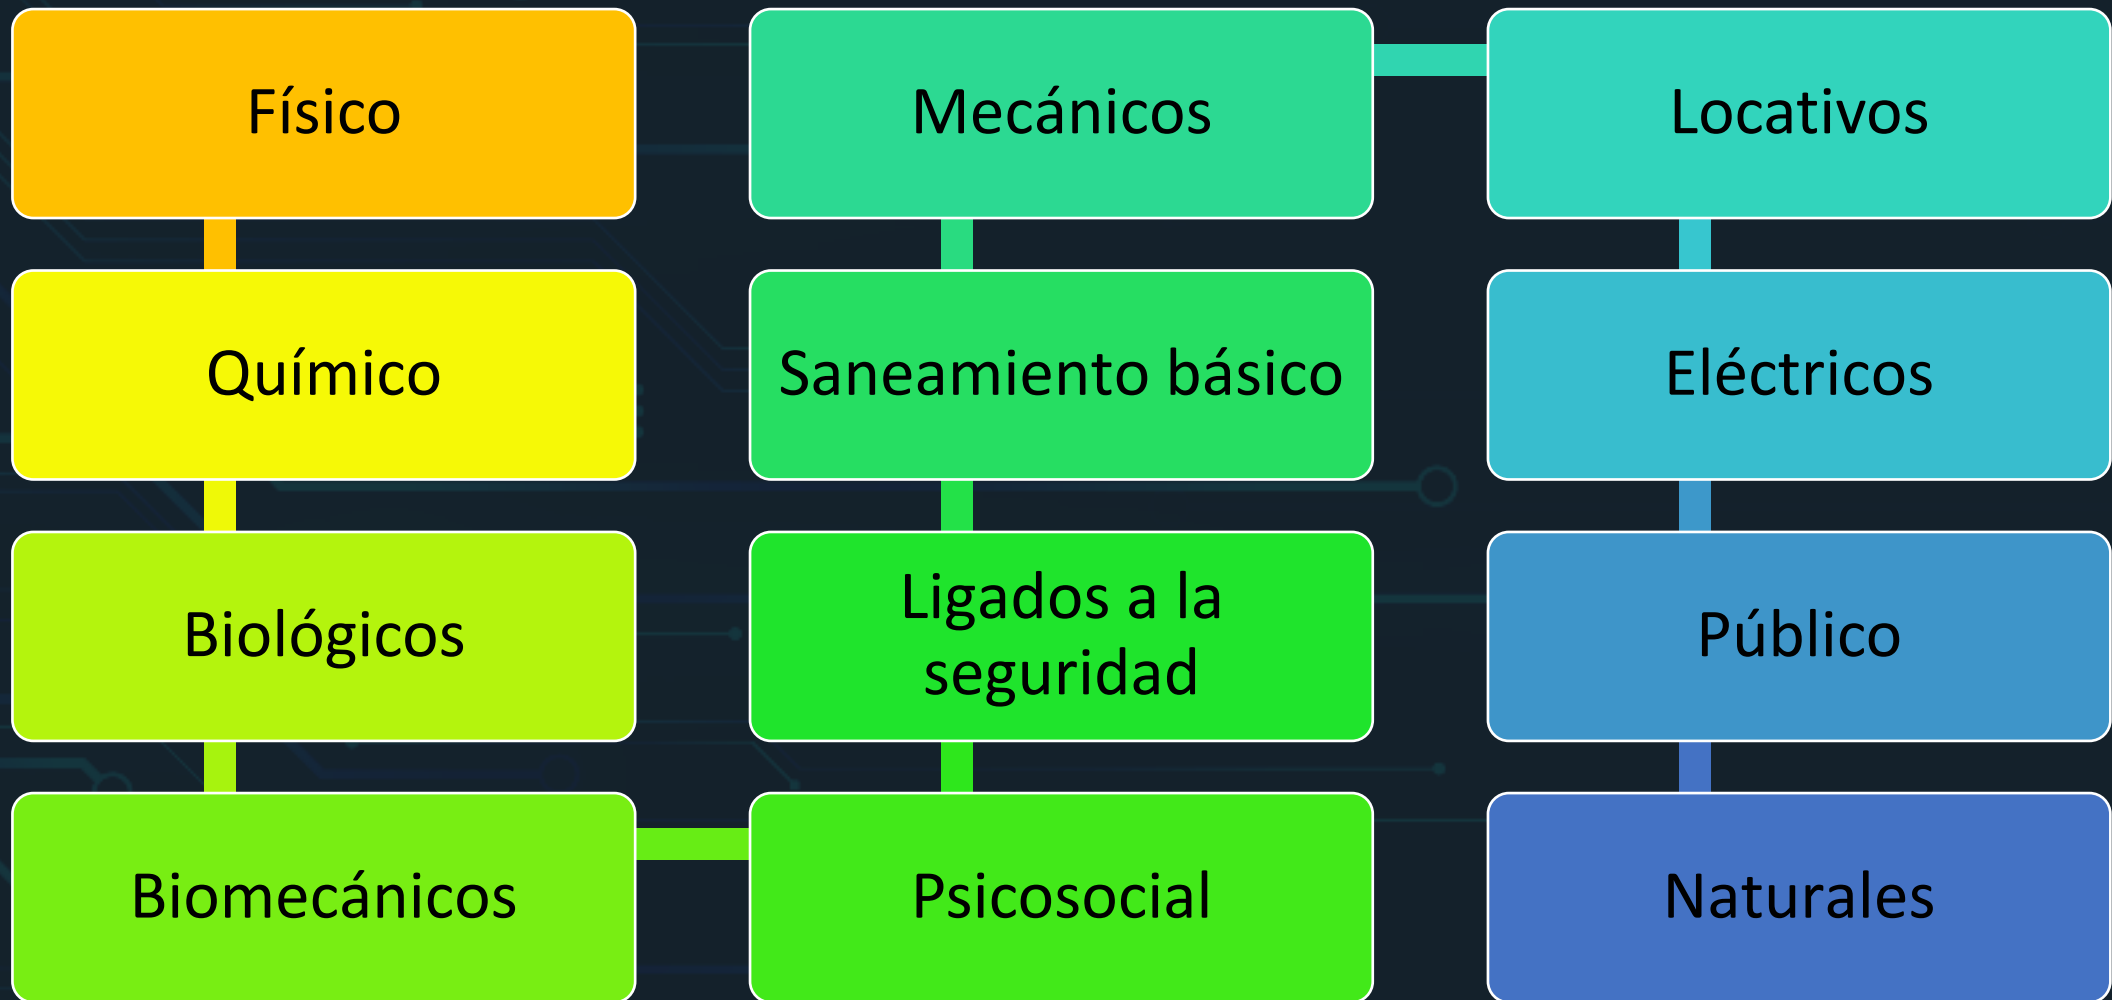 Físico
Químico
Biológicos
Biomecánicos
Psicosocial
Ligados a la
seguridad
Saneamiento básico
Mecánicos
Locativos
Eléctricos
Público
Naturales